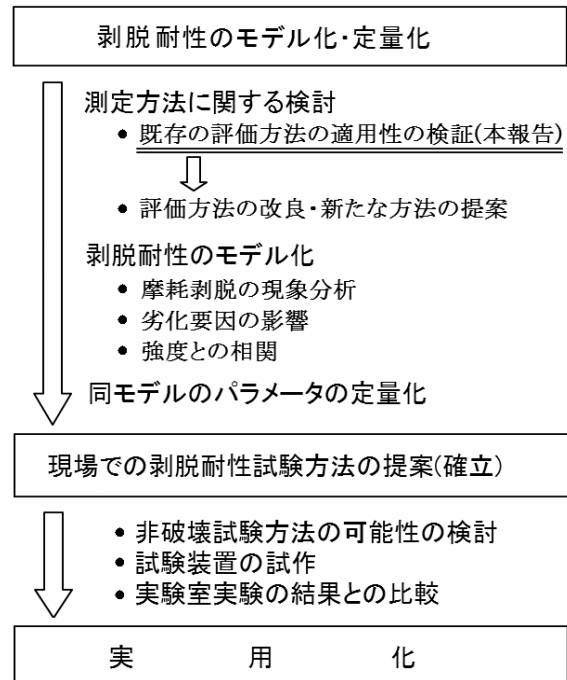 剥脱耐性のモデル化・定量化
測定方法に関する検討
• 既存の評価方法の適用性の検証(本報告)
• 評価方法の改良・新たな方法の提案
剥脱耐性のモデル化
• 摩耗剥脱の現象分析
• 劣化要因の影響
• 強度との相関
同モデルのパラメータの定量化
現場での剥脱耐性試験方法の提案(確立)
• 非破壊試験方法の可能性の検討
• 試験装置の試作
• 実験室実験の結果との比較
実 用 化